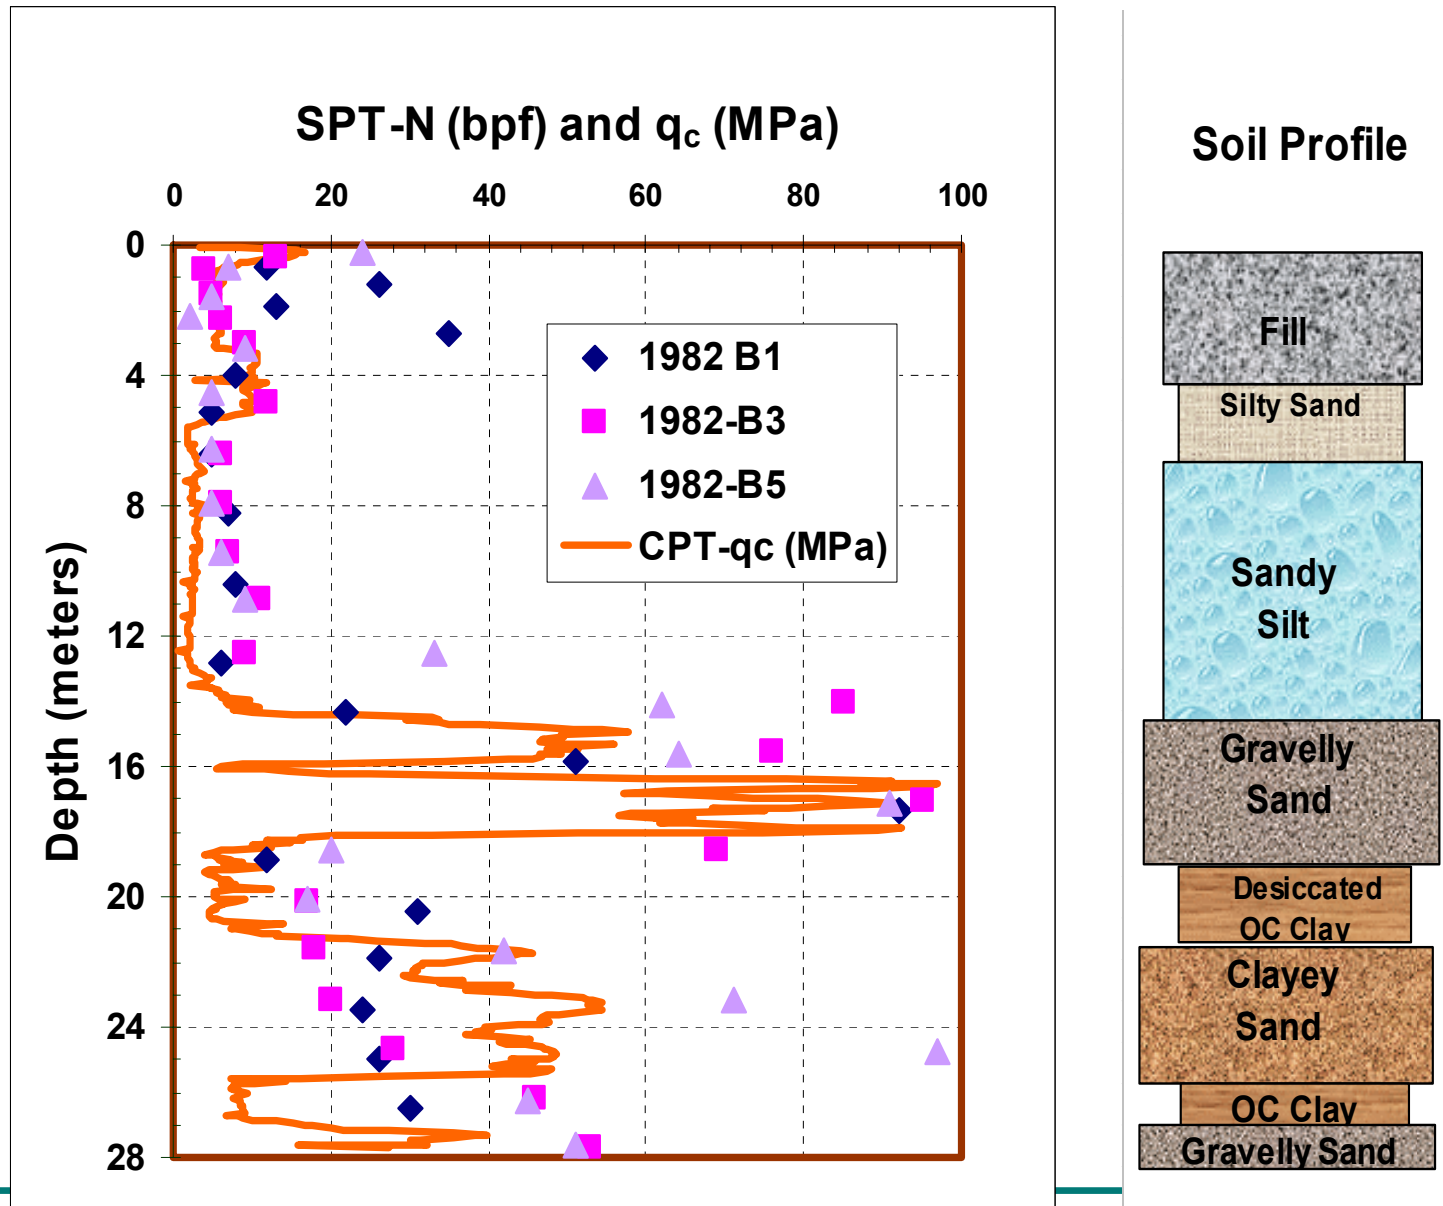 SPT-N (bpf) and qc (MPa)
0 20 40 60 80 100
0
4
8
12
16
20
24
28
Depth (meters)
1982 B1
1982-B3
1982-B5
CPT-qc (MPa)
Soil Profile
Fill
Silty Sand
Sandy
Silt
Gravelly
Sand
Desiccated
OC Clay
Clayey
Sand
OC Clay
Gravelly Sand